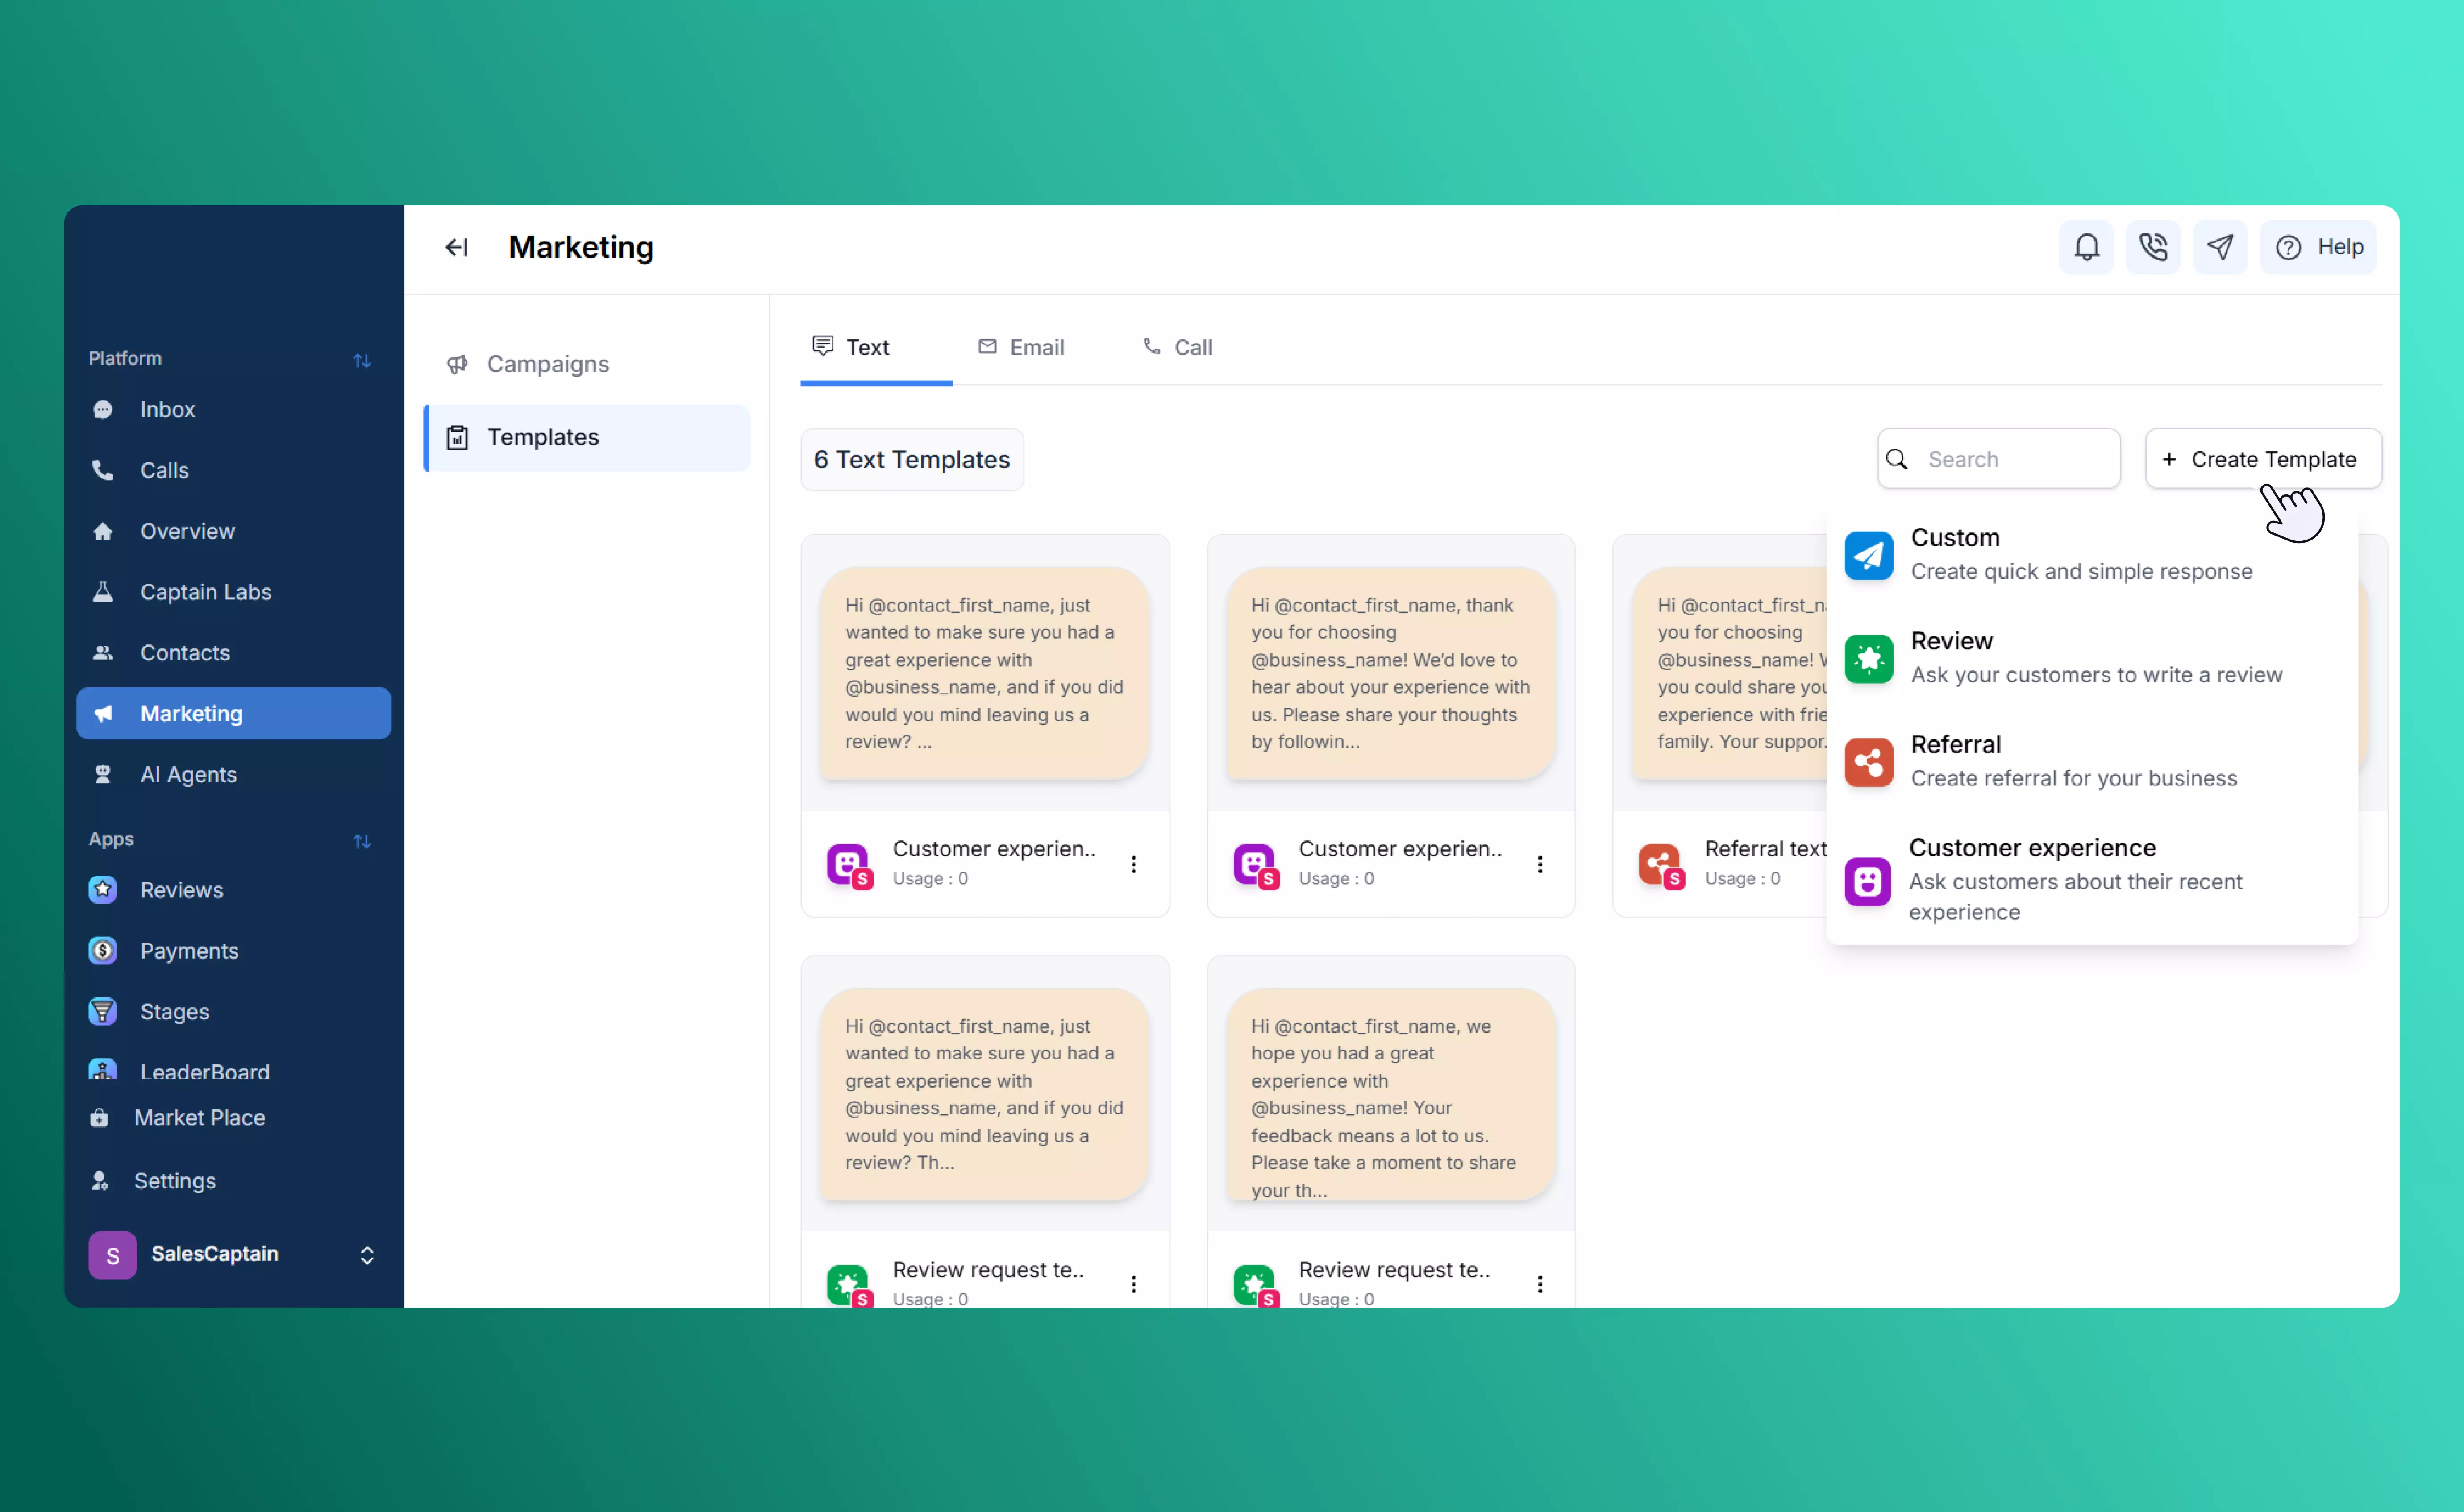 Marketing
Help
Platform
Inbox
Calls
Overview
Captain Labs
Contacts
Marketing
AI Agents
Apps
Reviews
Payments
Stages
LeaderBoard
Market Place
Settings
S
SalesCaptain
Campaigns
Templates
Text
Email
Call
6 Text Templates
Search
+ Create Template
Custom
Create quick and simple response
Review
Ask your customers to write a review
Referral
Create referral for your business
Customer experience
Ask customers about their recent
experience
Hi @contact_first_name, just
wanted to make sure you had a
great experience with
@business_name, and if you did
would you mind leaving us a
review? ...
S
Customer experien..
Usage : 0
Hi @contact_first_name, thank
you for choosing
@business_name! We'd love to
hear about your experience with
us. Please share your thoughts
by followin...
S
Customer experien..
Usage : 0
Hi @contact_first_n
you for choosing
@business_name!
you could share you
experience with frie
family. Your suppor.
S
Referral text
Usage : 0
Hi @contact_first_name, just
wanted to make sure you had a
great experience with
@business_name, and if you did
would you mind leaving us a
review? Th...
S
Review request te..
Usage : 0
Hi @contact_first_name, we
hope you had a great
experience with
@business_name! Your
feedback means a lot to us.
Please take a moment to share
your th...
S
Review request te..
Usage : 0